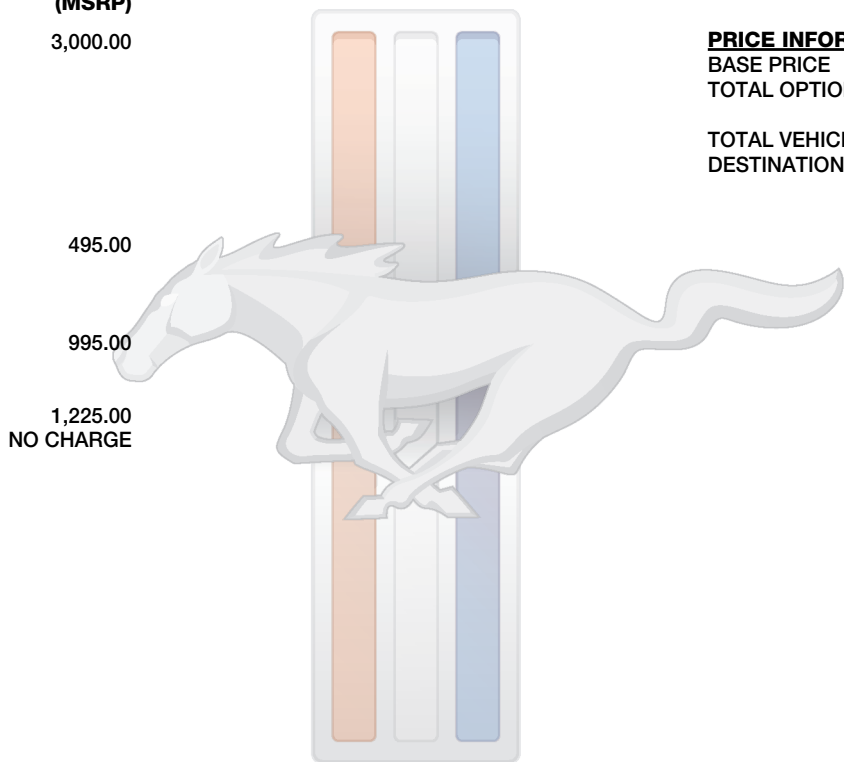 (MSRP)
3,000.00
495.00
995.00
1,225.00
NO CHARGE
PRICE INFOR
BASE PRICE
TOTAL OPTIO
TOTAL VEHIC
DESTINATION